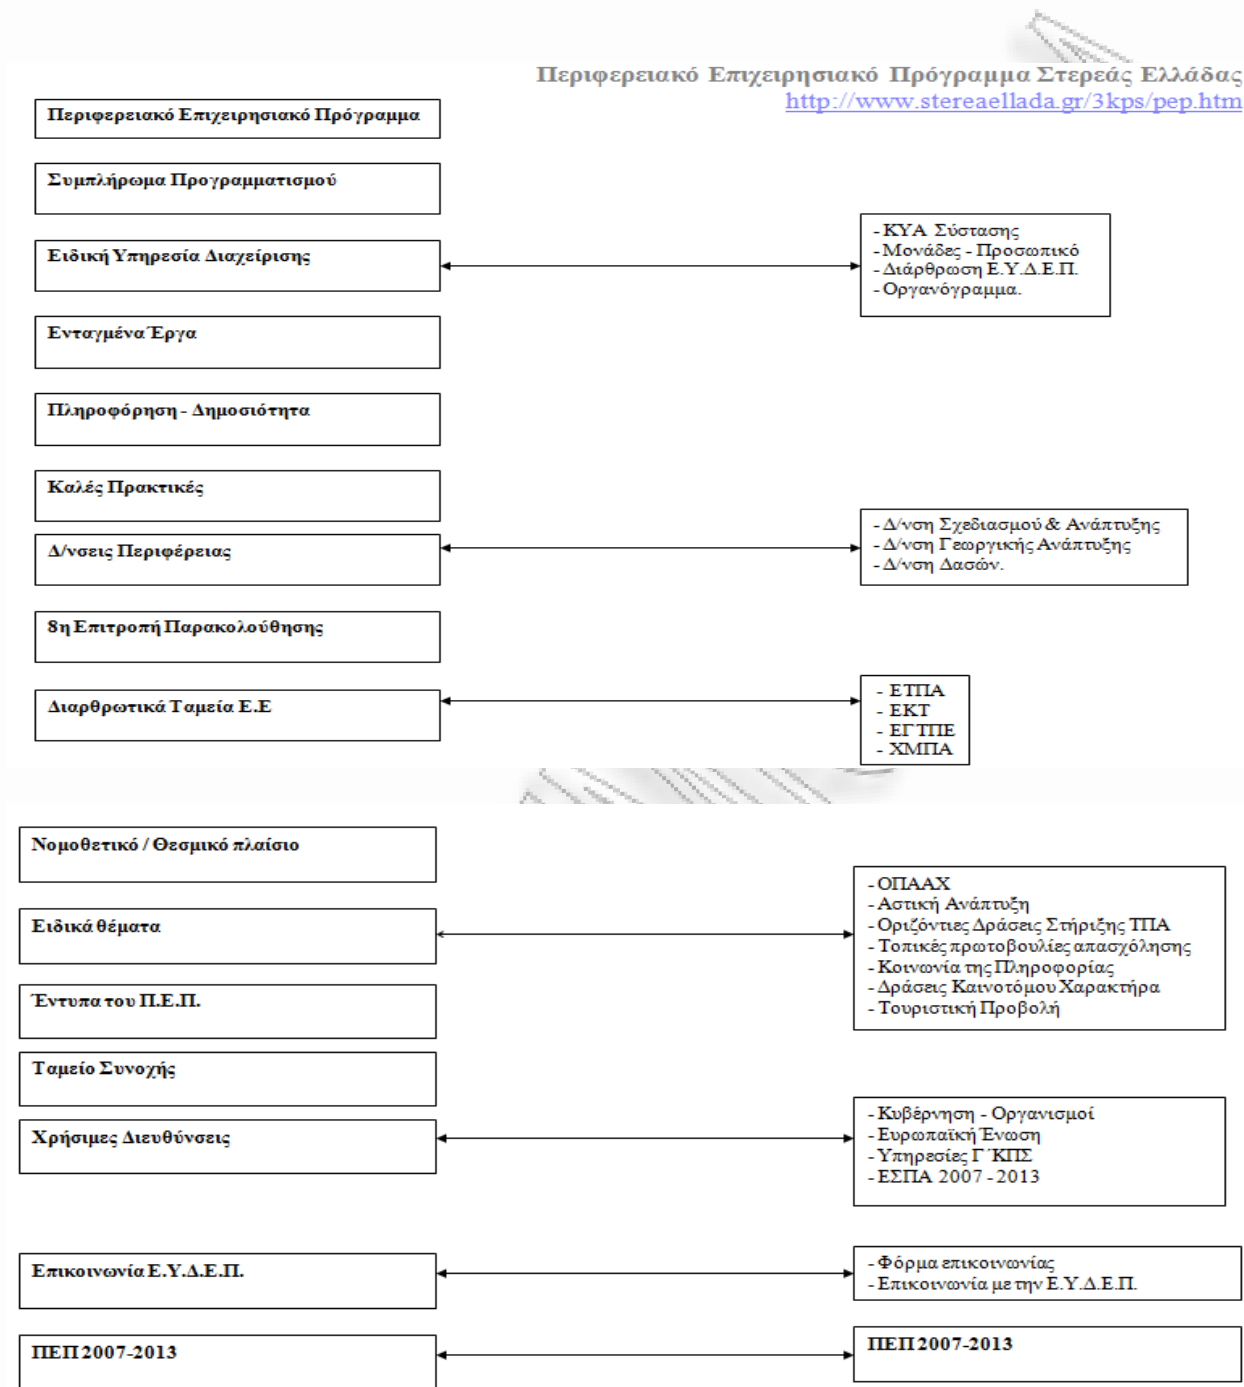 Περιφερειακό Επιχειρησιακό Πρόγραμμα Στερεάς Ελλάδας
http://www.stereaellada.gr/3kps/pep.htm
Περιφερειακό Επιχειρησιακό Πρόγραμμα
Συμπλήρωμα Προγραμματισμού
Ειδική Υπηρεσία Διαχείρισης
- ΚΥΑ Σύστασης
- Μονάδες - Προσωπικό
- Διάρθρωση Ε.Υ.Δ.Ε.Π.
- Οργανόγραμμα.
Ενταγμένα Έργα
Πληροφόρηση - Δημοσιότητα
Καλές Πρακτικές
Δ/νσεις Περιφέρειας
- Δ/νση Σχεδιασμού & Ανάπτυξης
- Δ/νση Γεωργικής Ανάπτυξης
- Δ/νση Δασών.
8η Επιτροπή Παρακολούθησης
Διαρθρωτικά Ταμεία Ε.Ε
- ΕΤΠΑ
- ΕΚΤ
- ΕΓΤΠΕ
- ΧΜΠΑ
Νομοθετικό / Θεσμικό πλαίσιο
Ειδικά θέματα
- ΟΠΑΑΧ
- Αστική Ανάπτυξη
- Οριζόντιες Δράσεις Στήριξης ΤΠΑ
- Τοπικές πρωτοβουλίες απασχόλησης
- Κοινωνία της Πληροφορίας
- Δράσεις Καινοτόμου Χαρακτήρα
- Τουριστική Προβολή
Έντυπα του Π.Ε.Π.
Ταμείο Συνοχής
Χρήσιμες Διευθύνσεις
- Κυβέρνηση - Οργανισμοί
- Ευρωπαϊκή Ένωση
- Υπηρεσίες Γ΄ΚΠΣ
- ΕΣΠΑ 2007 - 2013
Επικοινωνία Ε.Υ.Δ.Ε.Π.
- Φόρμα επικοινωνίας
- Επικοινωνία με την Ε.Υ.Δ.Ε.Π.
ΠΕΠ 2007-2013
ΠΕΠ 2007-2013